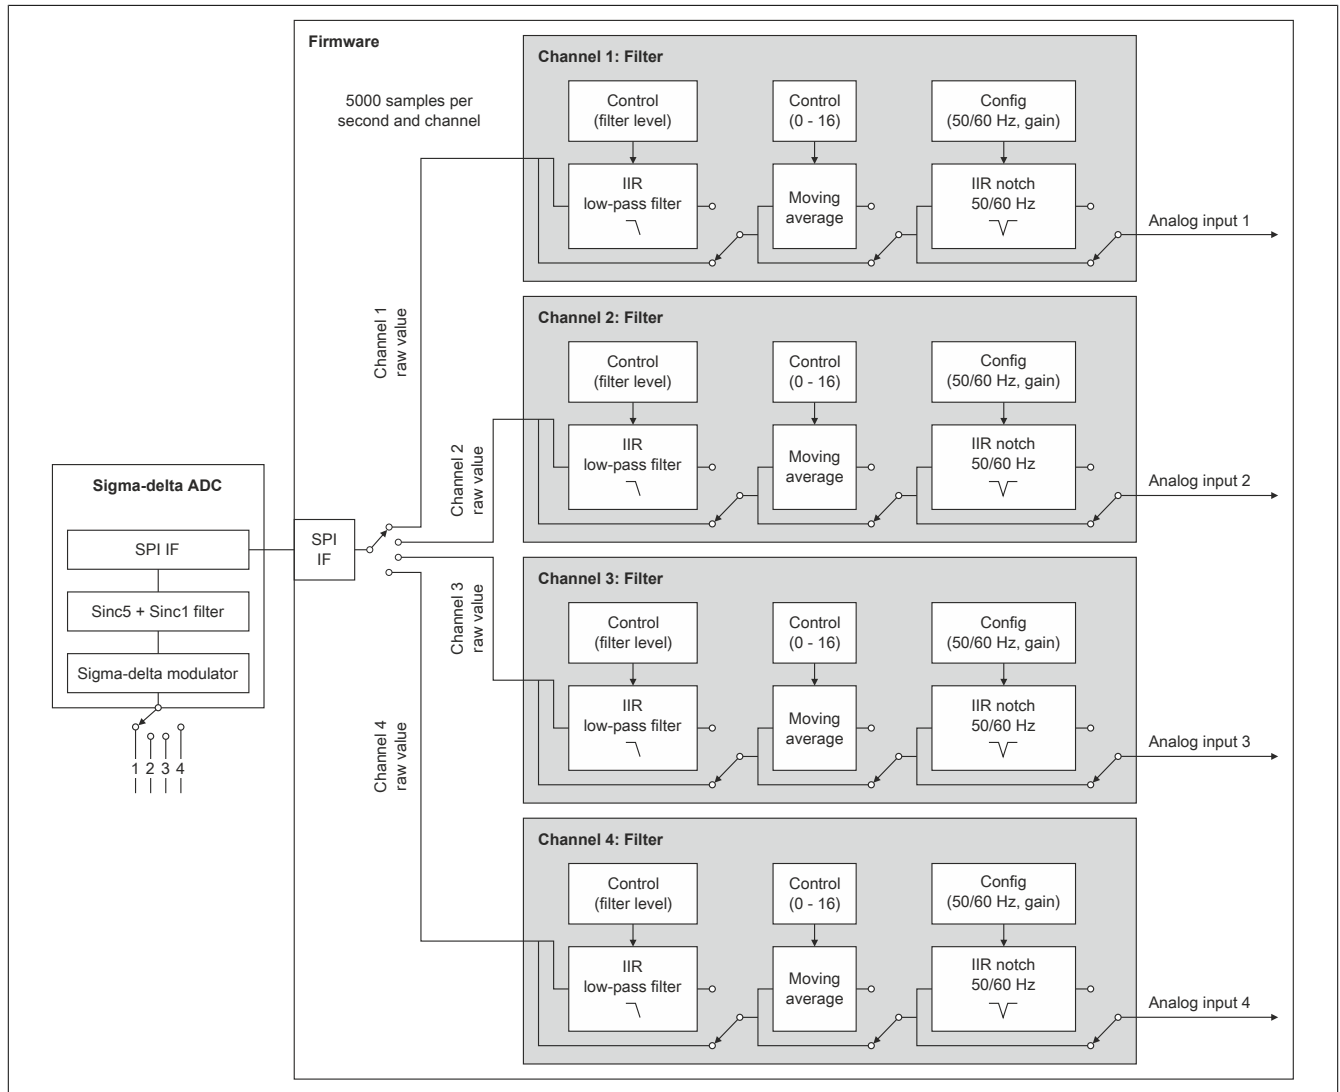 Firmware
5000 samples per
second and channel
Channel 1: Filter
Control
(filter level)
Control
(0 - 16)
Config
(50/60 Hz, gain)
IIR
low-pass filter
Moving
average
IIR notch
50/60 Hz
Analog input 1
Channel 1
raw value
Channel 2: Filter
Control
(filter level)
Control
(0 - 16)
Config
(50/60 Hz, gain)
IIR
low-pass filter
Moving
average
IIR notch
50/60 Hz
Analog input 2
Channel 2
raw value
Sigma-delta ADC
SPI IF
Sinc5 + Sinc1 filter
Sigma-delta modulator
1 2 3 4
SPI
IF
Channel 3: Filter
Control
(filter level)
Control
(0 - 16)
Config
(50/60 Hz, gain)
IIR
low-pass filter
Moving
average
IIR notch
50/60 Hz
Analog input 3
Channel 3
raw value
Channel 4
raw value
Channel 4: Filter
Control
(filter level)
Control
(0 - 16)
Config
(50/60 Hz, gain)
IIR
low-pass filter
Moving
average
IIR notch
50/60 Hz
Analog input 4